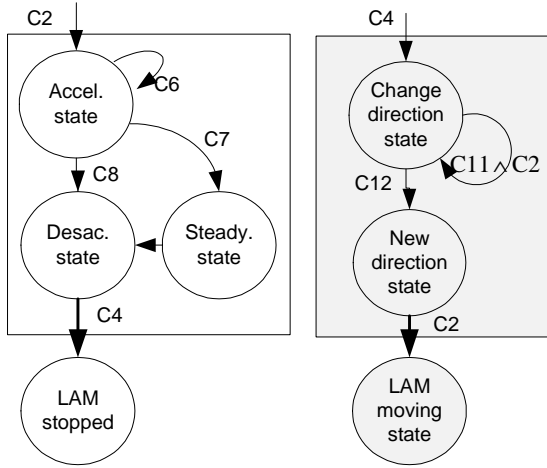 C2
Accel.
state
C6
C7
C8
Desac.
state
Steady.
state
C4
LAM
stopped
C4
Change
direction
state
C11 ∧ C2
C12
New
direction
state
C2
LAM
moving
state